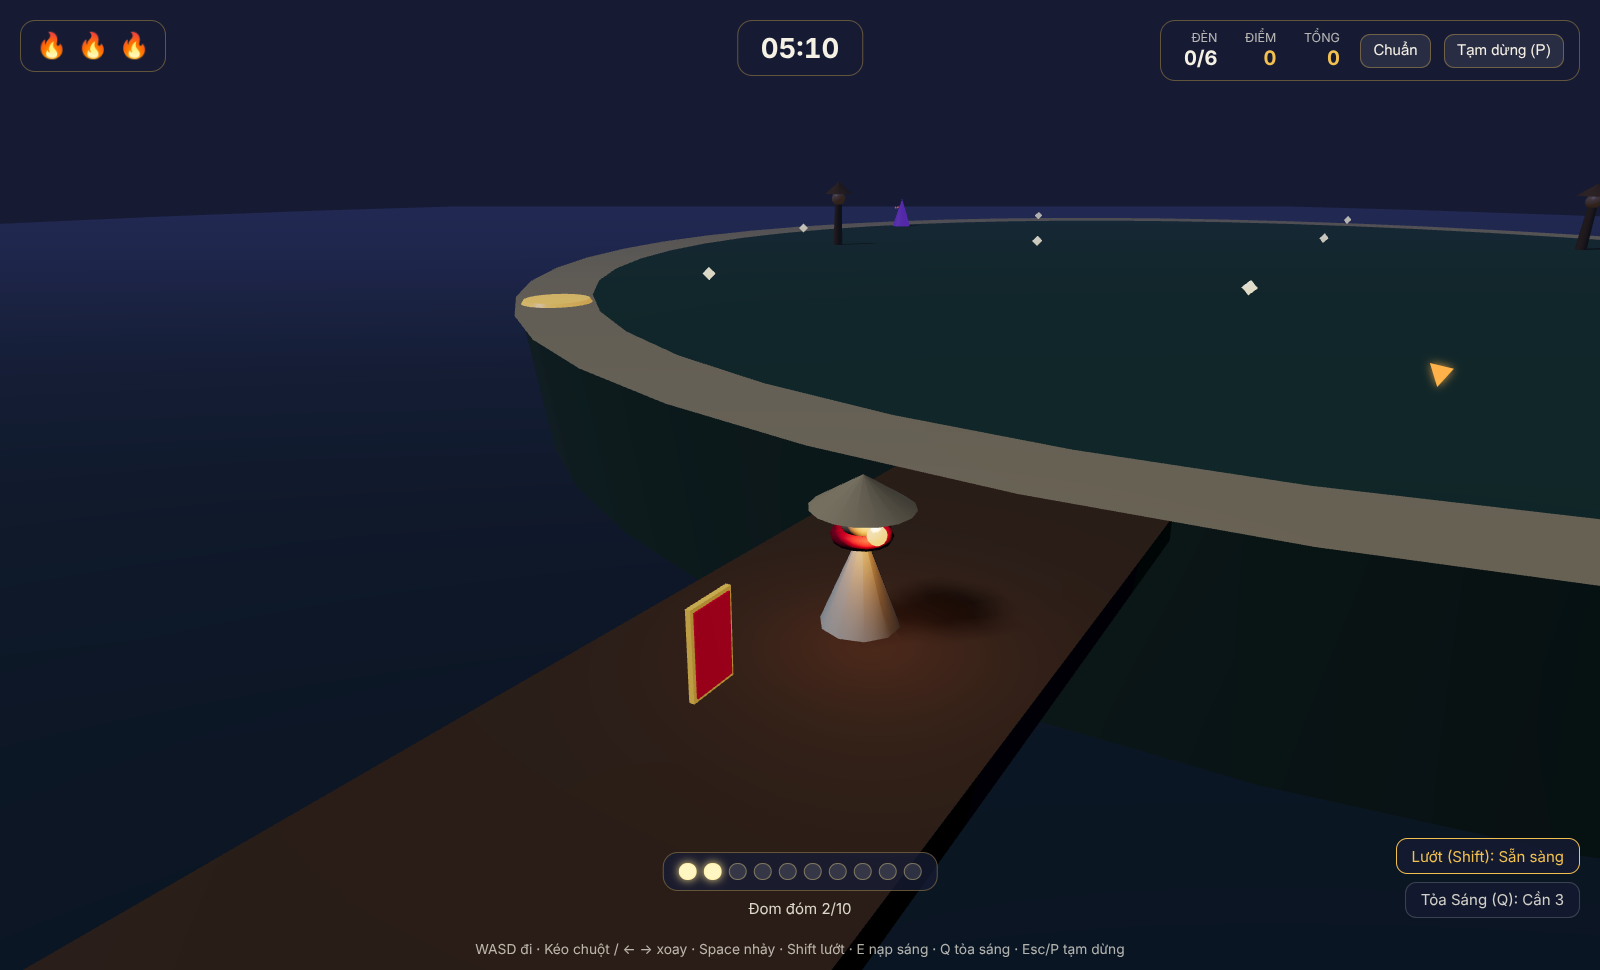 05:10
ĐÈN ĐIỂM TỔNG
0/6 0 0
Chuẩn
Tạm dừng (P)
Đom đóm 2/10
Lướt (Shift): Sẵn sàng
Tỏa Sáng (Q): Cần 3
WASD đi · Kéo chuột / ← → xoay · Space nhảy · Shift lướt · E nạp sáng · Q tỏa sáng · Esc/P tạm dừng